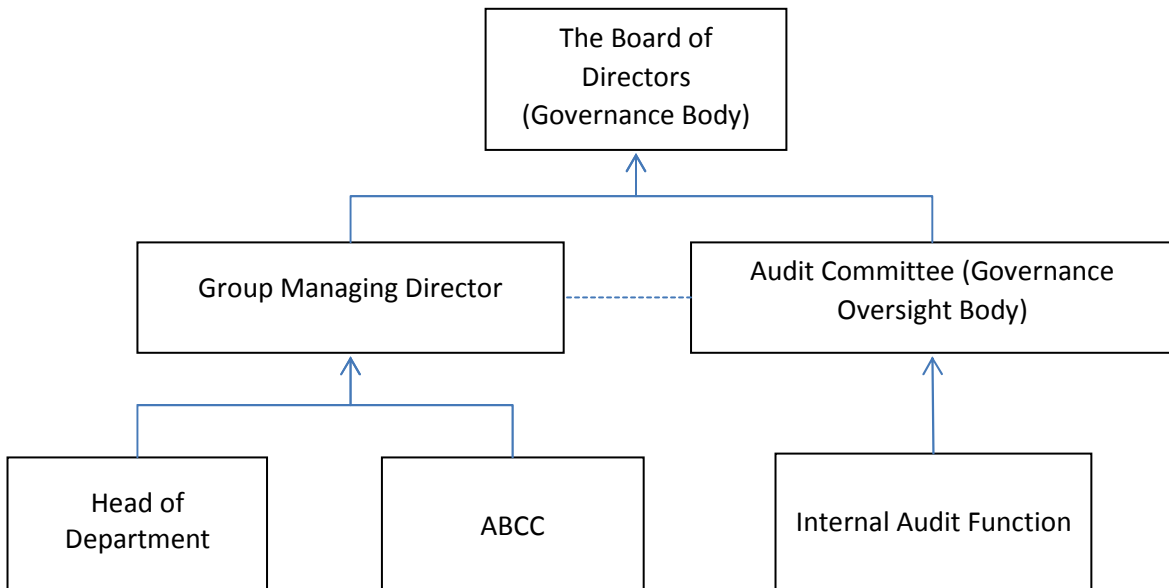 The Board of
Directors
(Governance Body)
Group Managing Director
Audit Committee (Governance
Oversight Body)
Head of
Department
ABCC
Internal Audit Function